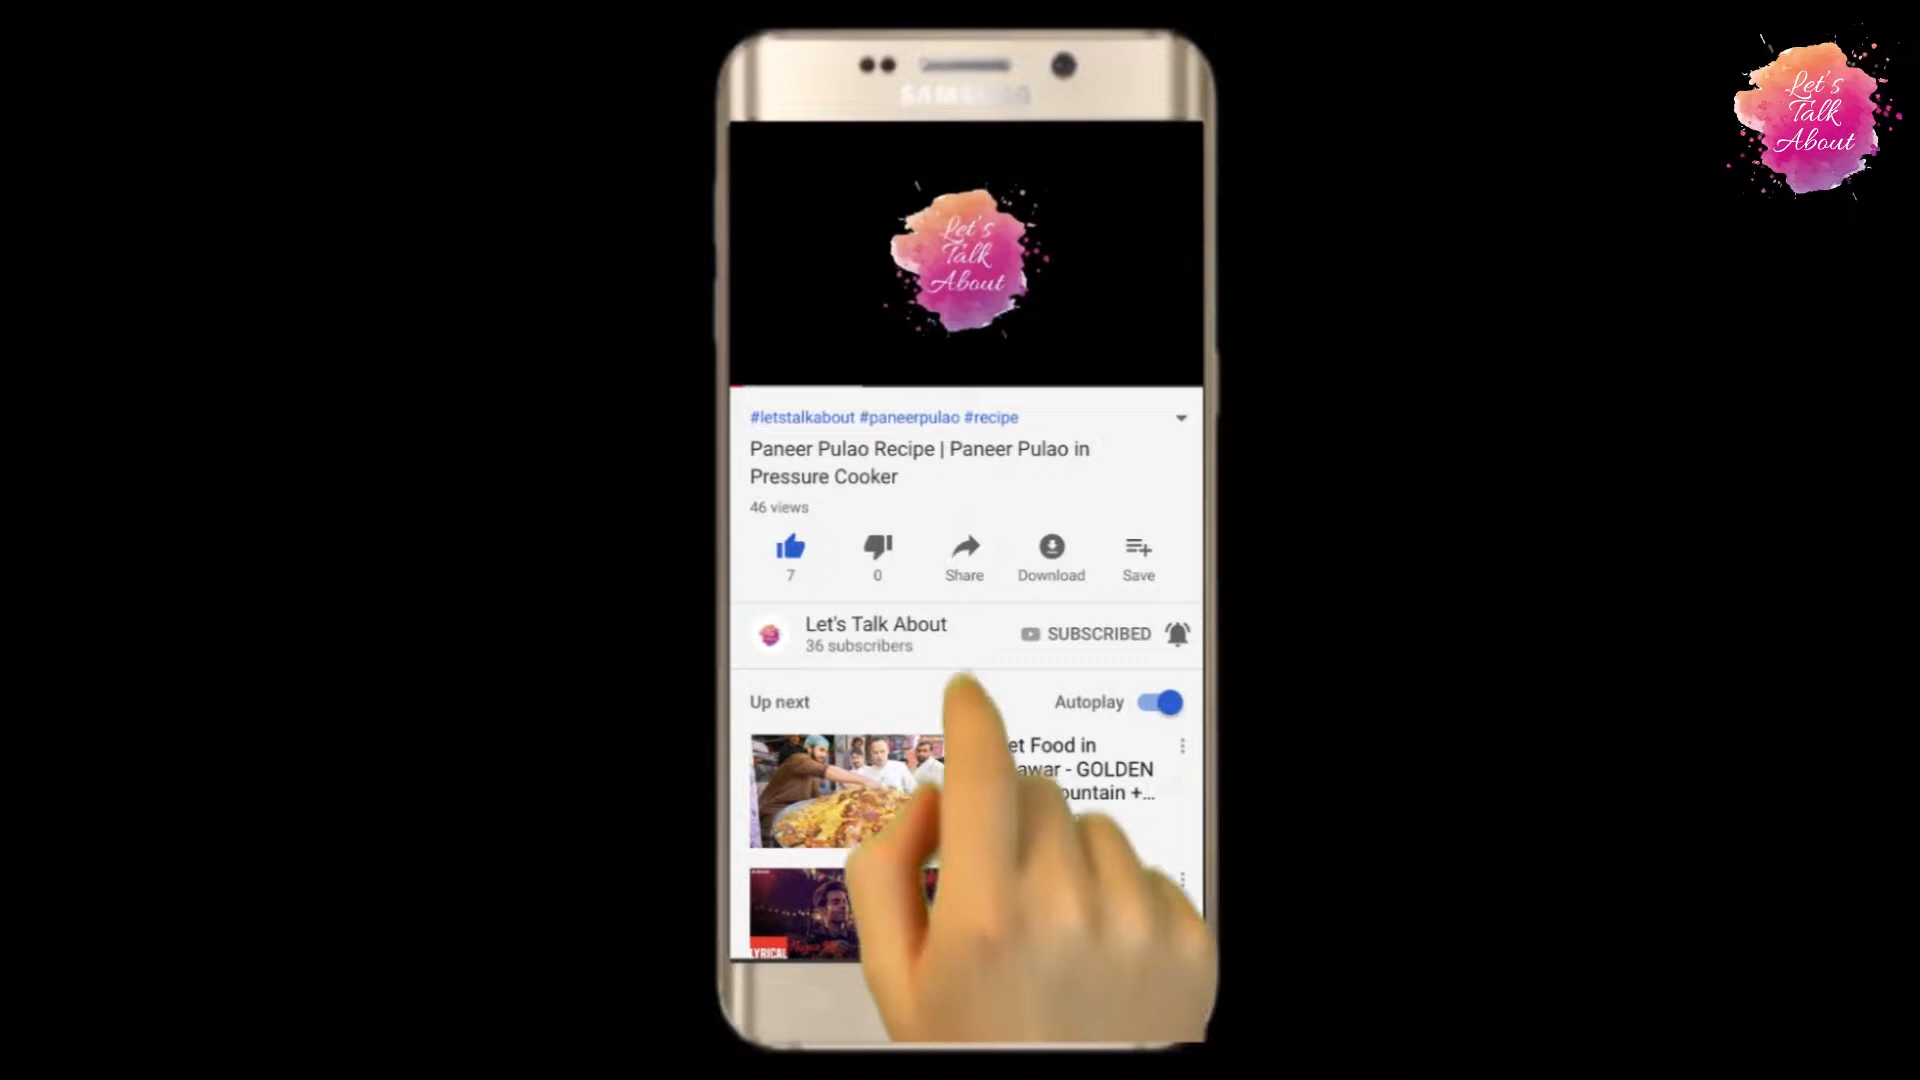 SAMSUNG
Let's
Talk
About
Let's
Talk
About
#letstalkabout #paneerpulao #recipe
Paneer Pulao Recipe | Paneer Pulao in
Pressure Cooker
46 views
7
0
Share
Download
Save
Let's Talk About
36 subscribers
SUBSCRIBED
Up next
Autoplay
et Food in
awar - GOLDEN
ountain +...
LYRICAL